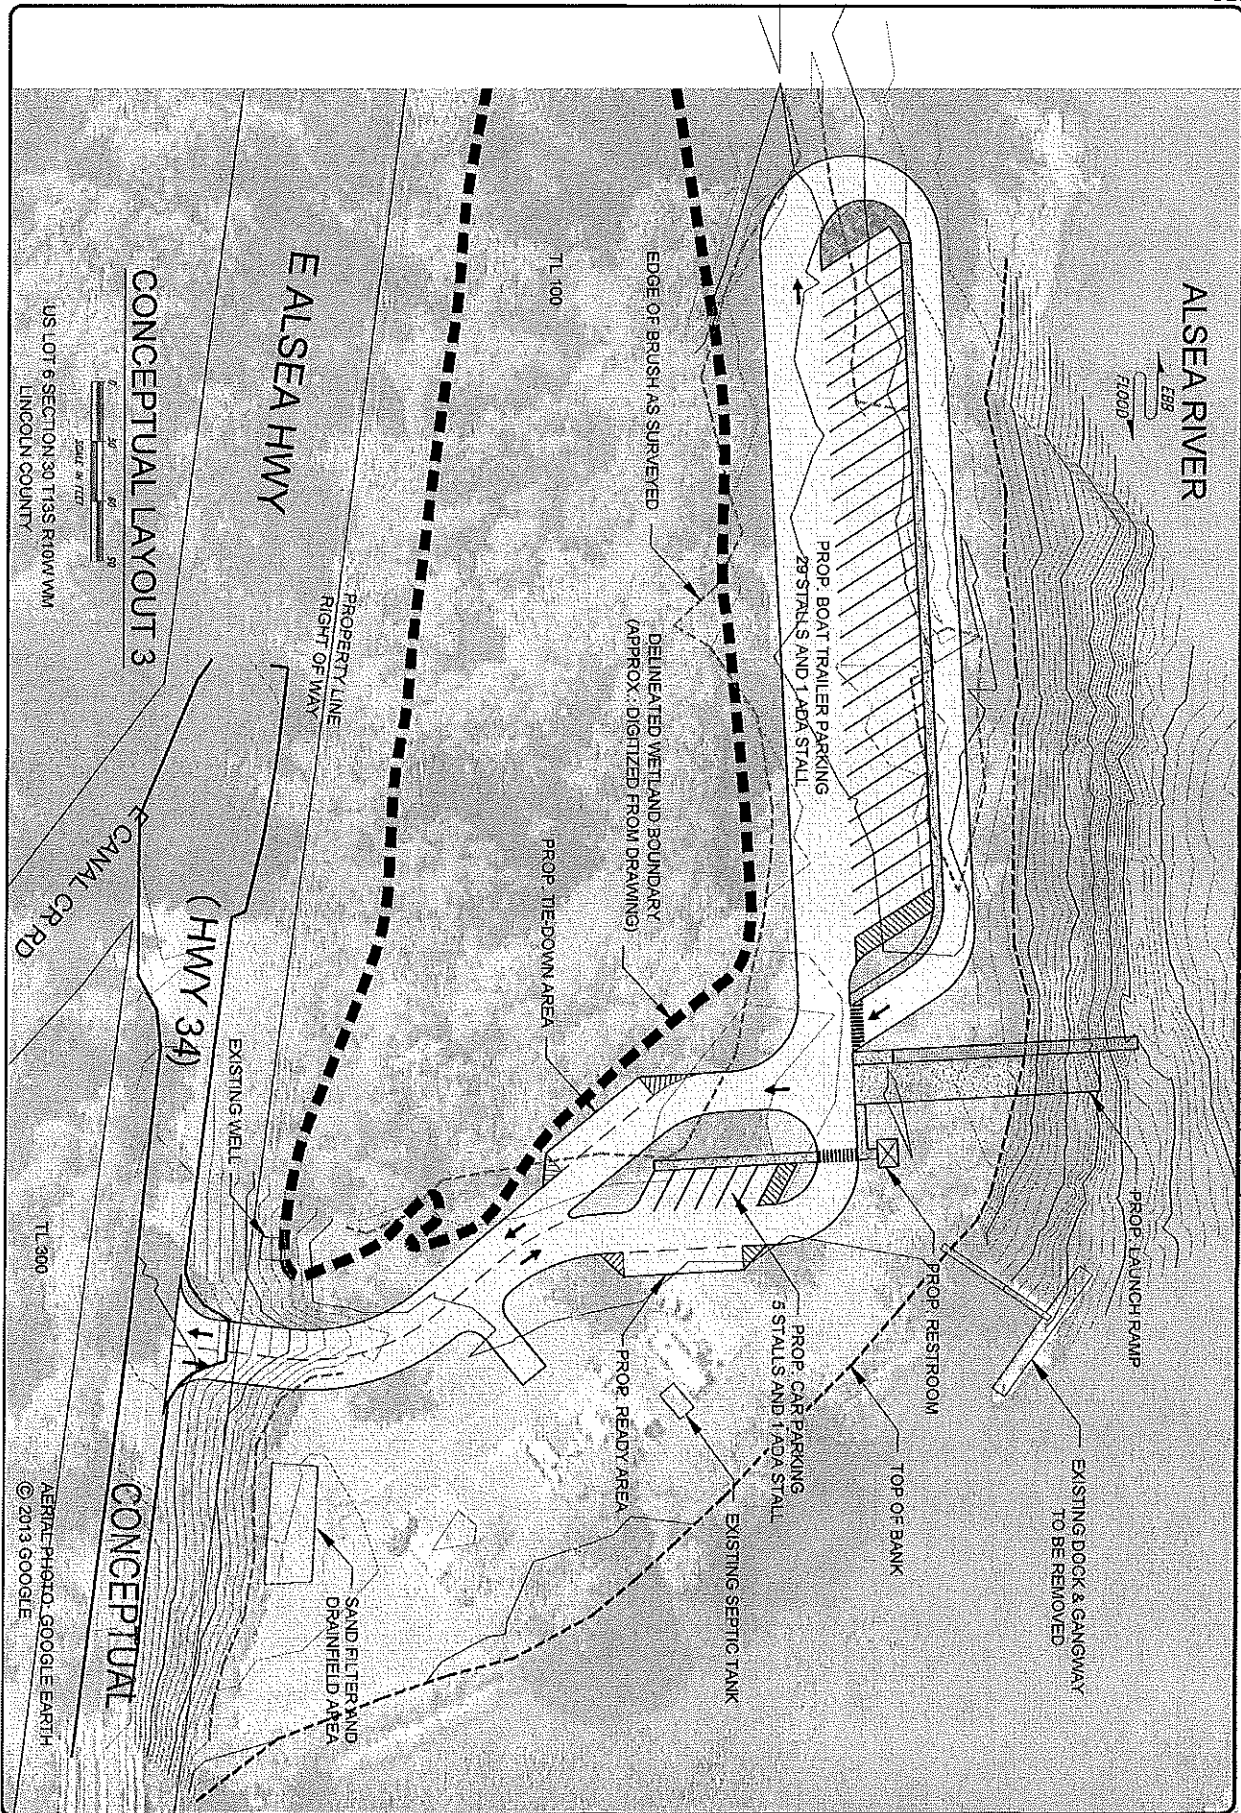 ALSEA RIVER
EBB
FLOOD
EXISTING DOCK & GANGWAY
TO BE REMOVED
PROP. LAUNCH RAMP
TOP OF BANK
PROP. RESTROOM
EXISTING SEPTIC TANK
PROP. BOAT TRAILER PARKING
29 STALLS AND 1 ADA STALL
PROP. CAR PARKING
5 STALLS AND 1 ADA STALL
EDGE OF BRUSH AS SURVEYED
DELINEATED WETLAND BOUNDARY
(APPROX. DIGITIZED FROM DRAWING)
PROP. READY AREA
TL 100
PROP. TIE-DOWN AREA
SAND FILTER AND
DRAINFIELD AREA
PROPERTY LINE
RIGHT OF WAY
E ALSEA HWY
(HWY 34)
EXISTING WELL
E CANAL CR RD
CONCEPTUAL LAYOUT 3
SCALE IN FEET
US LOT 6 SECTION 30 T13S R10W WM
LINCOLN COUNTY
TL 300
CONCEPTUAL
AERIAL PHOTO, GOOGLE EARTH
© 2013 GOOGLE